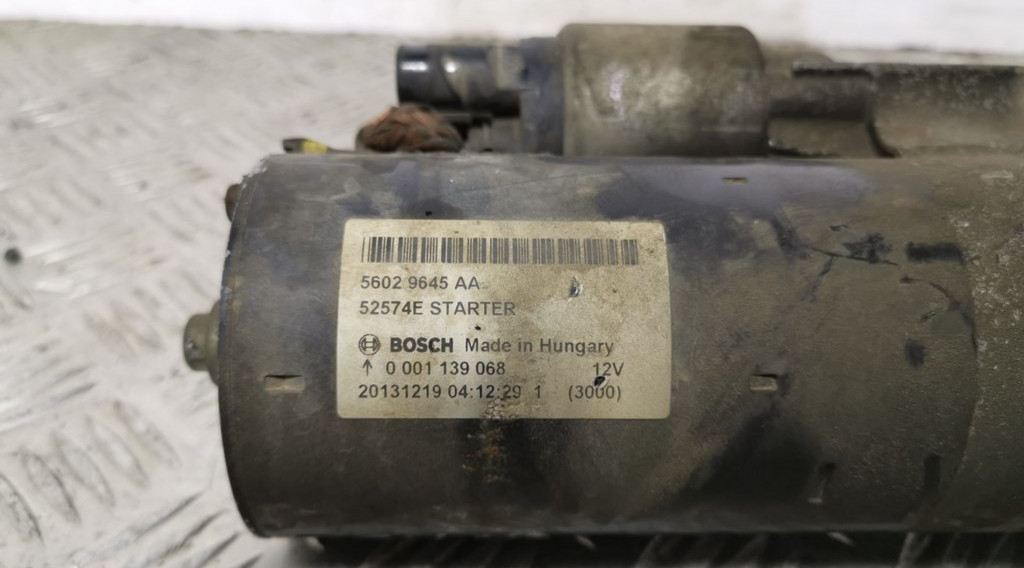 5602 9645 AA
52574E STARTER
BOSCH Made in Hungary
↑ 0 001 139 068 12V
20131219 04:12:29 1 (3000)